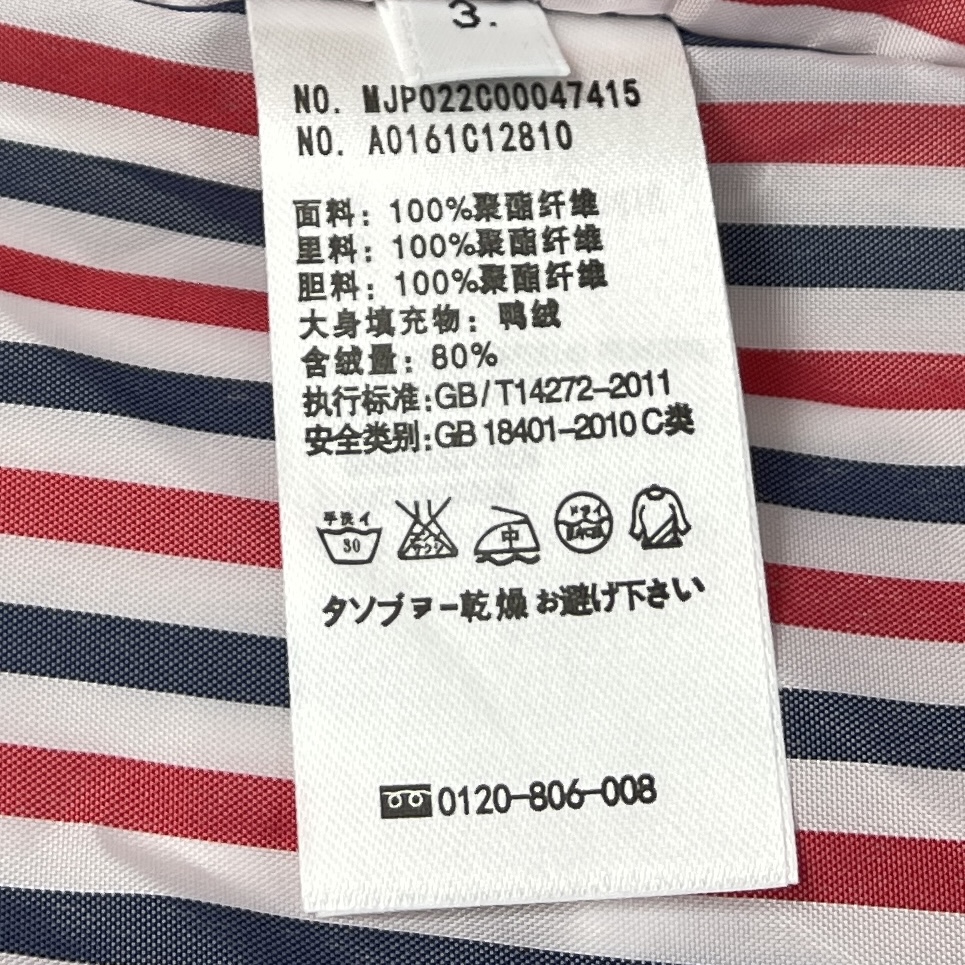 3.
NO. MJP022C00047415
NO. A0161C12810
面料: 100%聚酯纤维
里料: 100%聚酯纤维
胆料: 100%聚酯纤维
大身填充物: 鸭绒
含绒量: 80%
执行标准:GB/T14272-2011
安全类别:GB 18401-2010 C类
手洗イ
30
中
タソブヲー乾燥 お避け下さい
0120-806-008